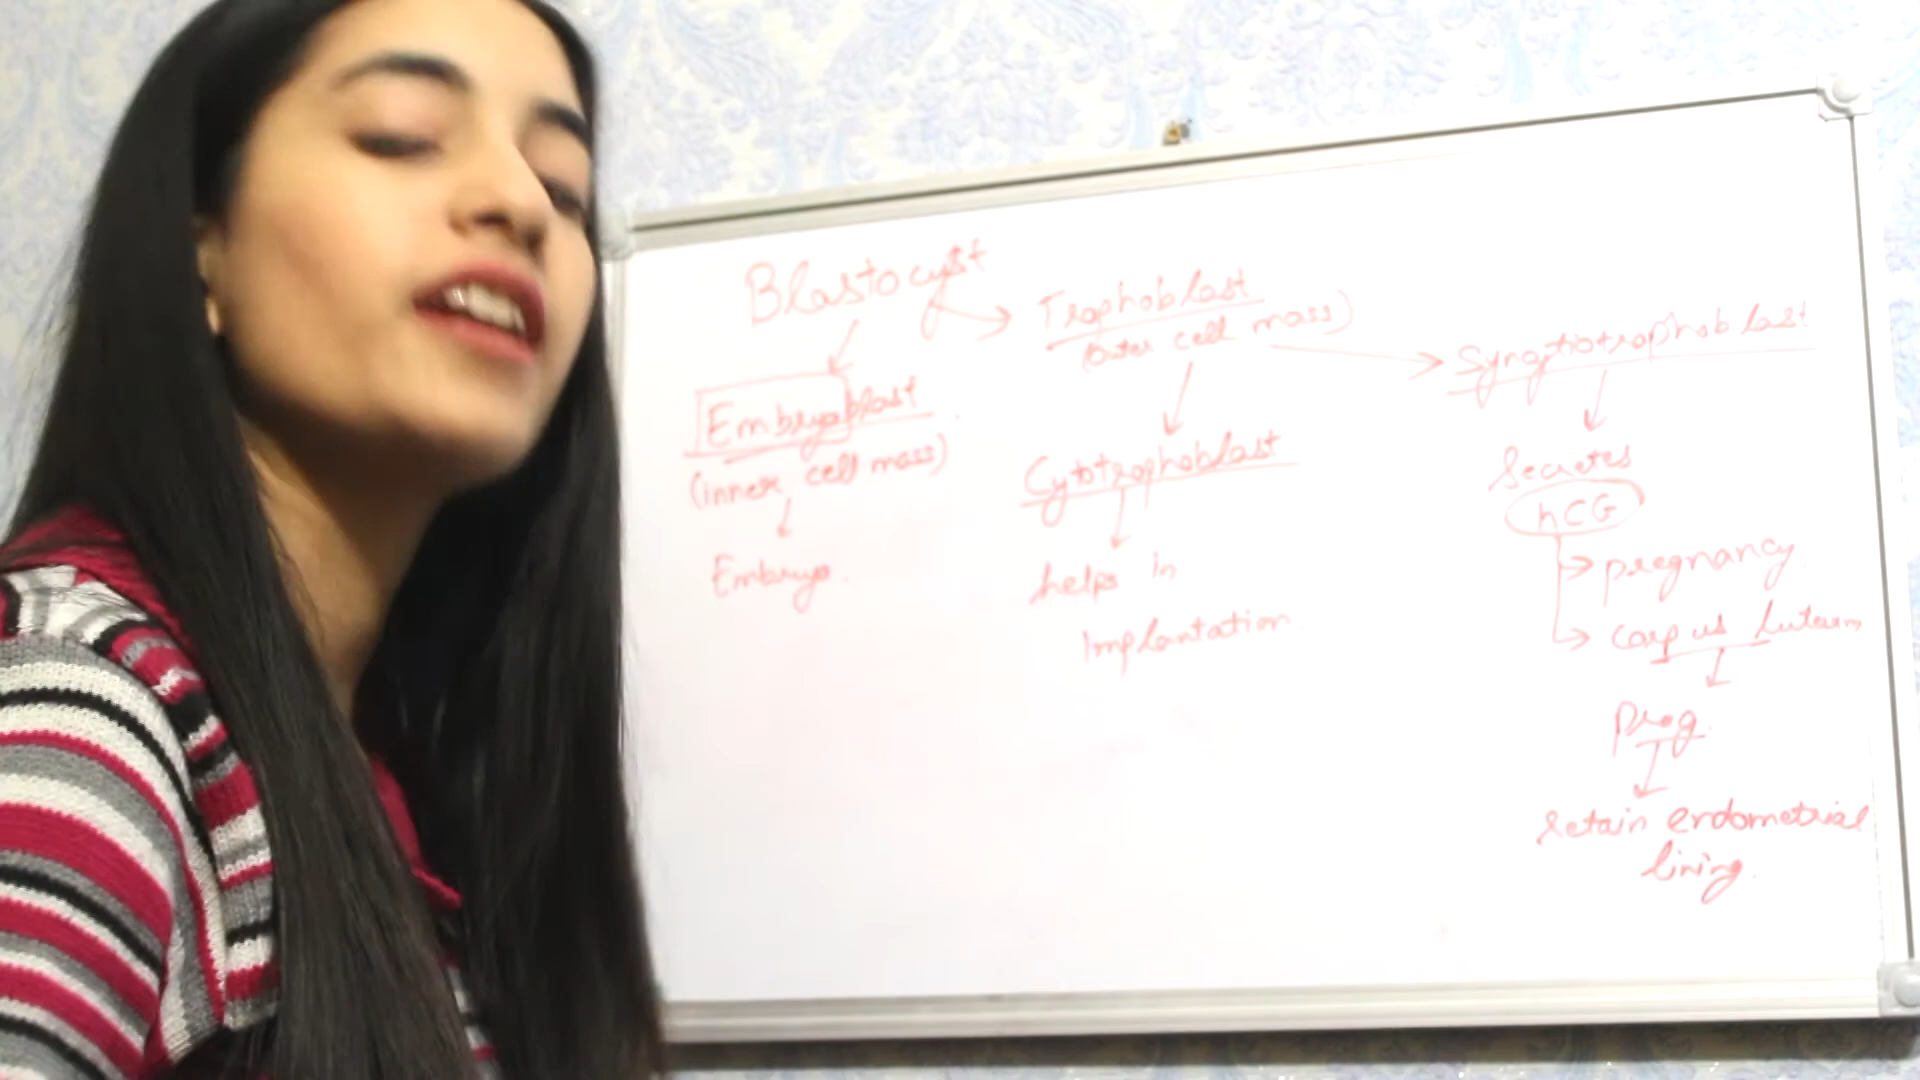 Blastocyst
Embryoblast
(inner cell mass)
Embryo.
Trophoblast
(outer cell mass)
Cytotrophoblast
helps in
Implantation
Synqtiotrophoblast
Secretes
hCG
pregnancy
corpus luteum
prog.
retain endometrial
lining.